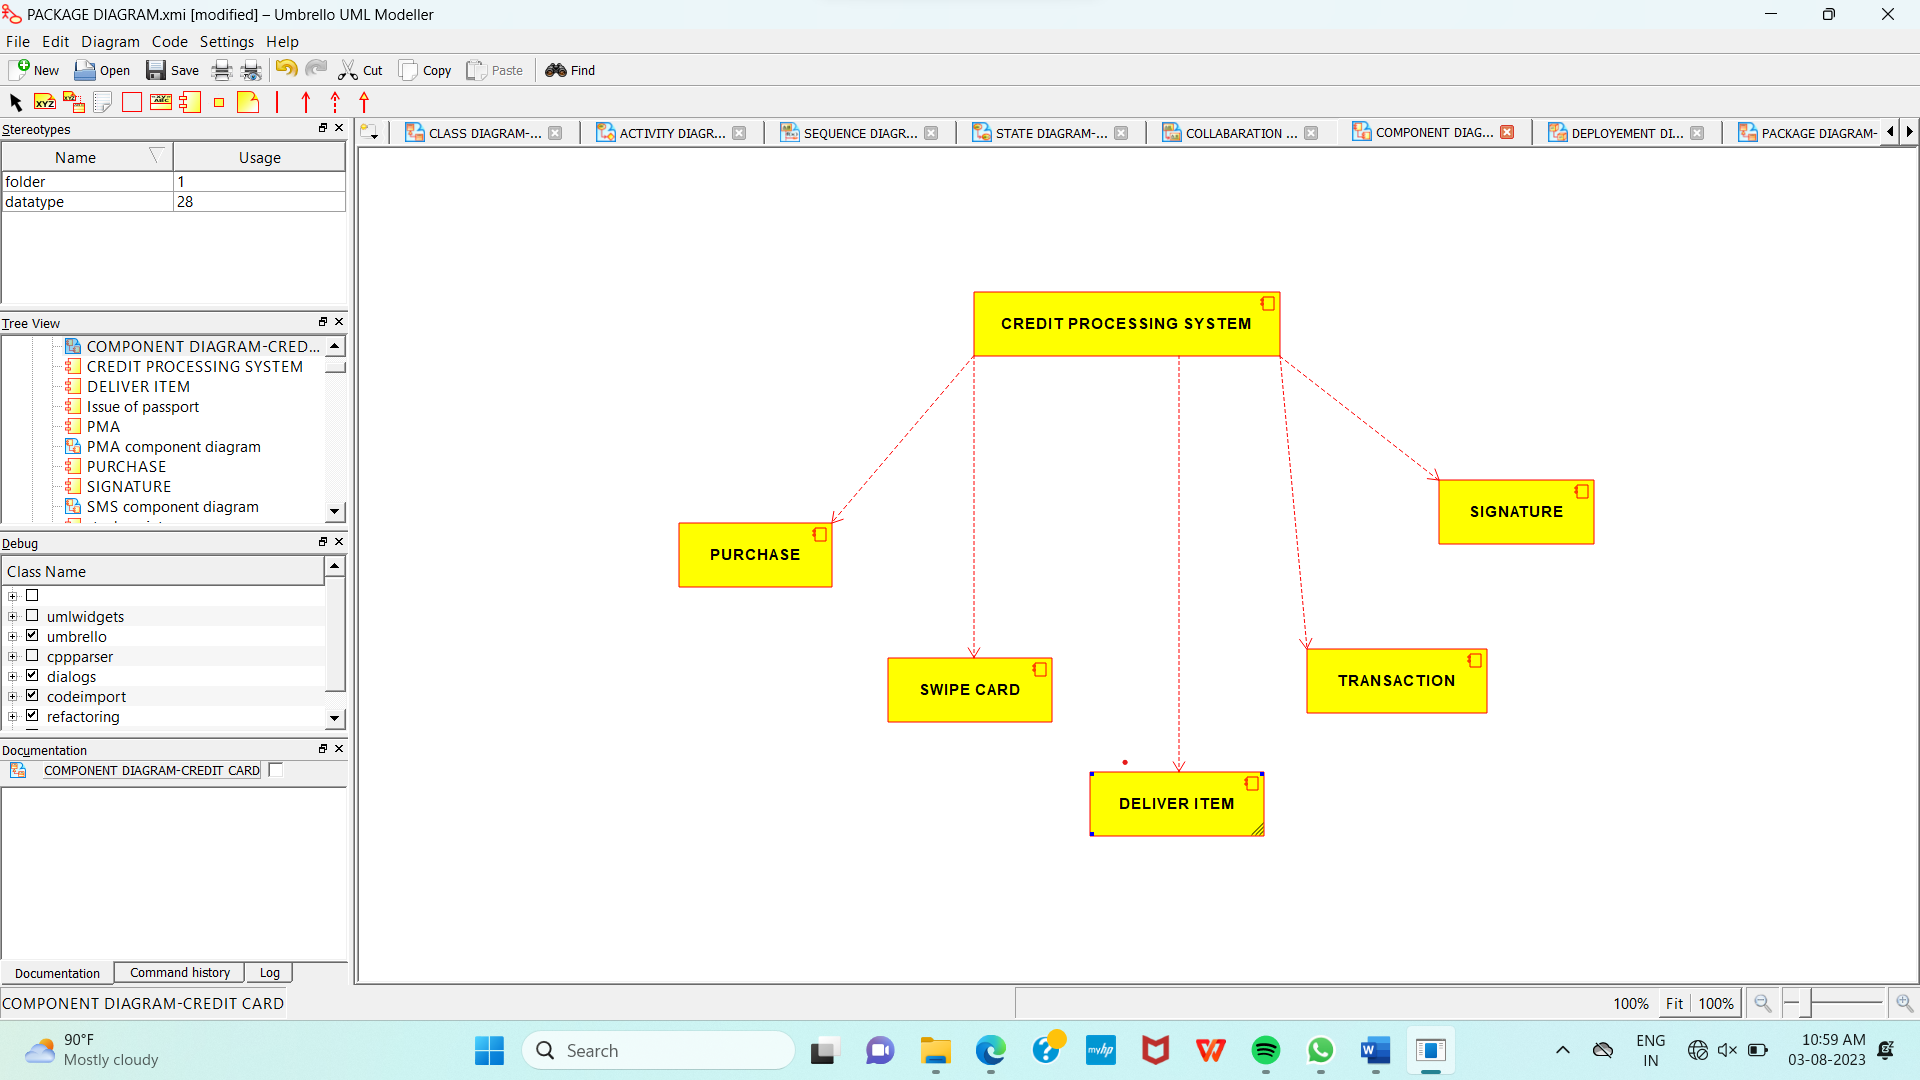 PACKAGE DIAGRAM.xmi [modified] – Umbrello UML Modeller
File Edit Diagram Code Settings Help
New Open Save Cut Copy Paste Find
XYZ XYZ ABC
Stereotypes
Name Usage
folder 1
datatype 28
CLASS DIAGRAM-... ACTIVITY DIAGR... SEQUENCE DIAGR... STATE DIAGRAM-... COLLABARATION ... COMPONENT DIAG... DEPLOYEMENT DI... PACKAGE DIAGRAM-
Tree View
COMPONENT DIAGRAM-CRED...
CREDIT PROCESSING SYSTEM
DELIVER ITEM
Issue of passport
PMA
PMA component diagram
PURCHASE
SIGNATURE
SMS component diagram
Debug
Class Name
umlwidgets
umbrello
cppparser
dialogs
codeimport
refactoring
Documentation
COMPONENT DIAGRAM-CREDIT CARD
Documentation Command history Log
CREDIT PROCESSING SYSTEM
SIGNATURE
PURCHASE
TRANSACTION
SWIPE CARD
DELIVER ITEM
COMPONENT DIAGRAM-CREDIT CARD
100% Fit 100%
90°F
Mostly cloudy
Search
myhp
ENG
IN
10:59 AM
03-08-2023